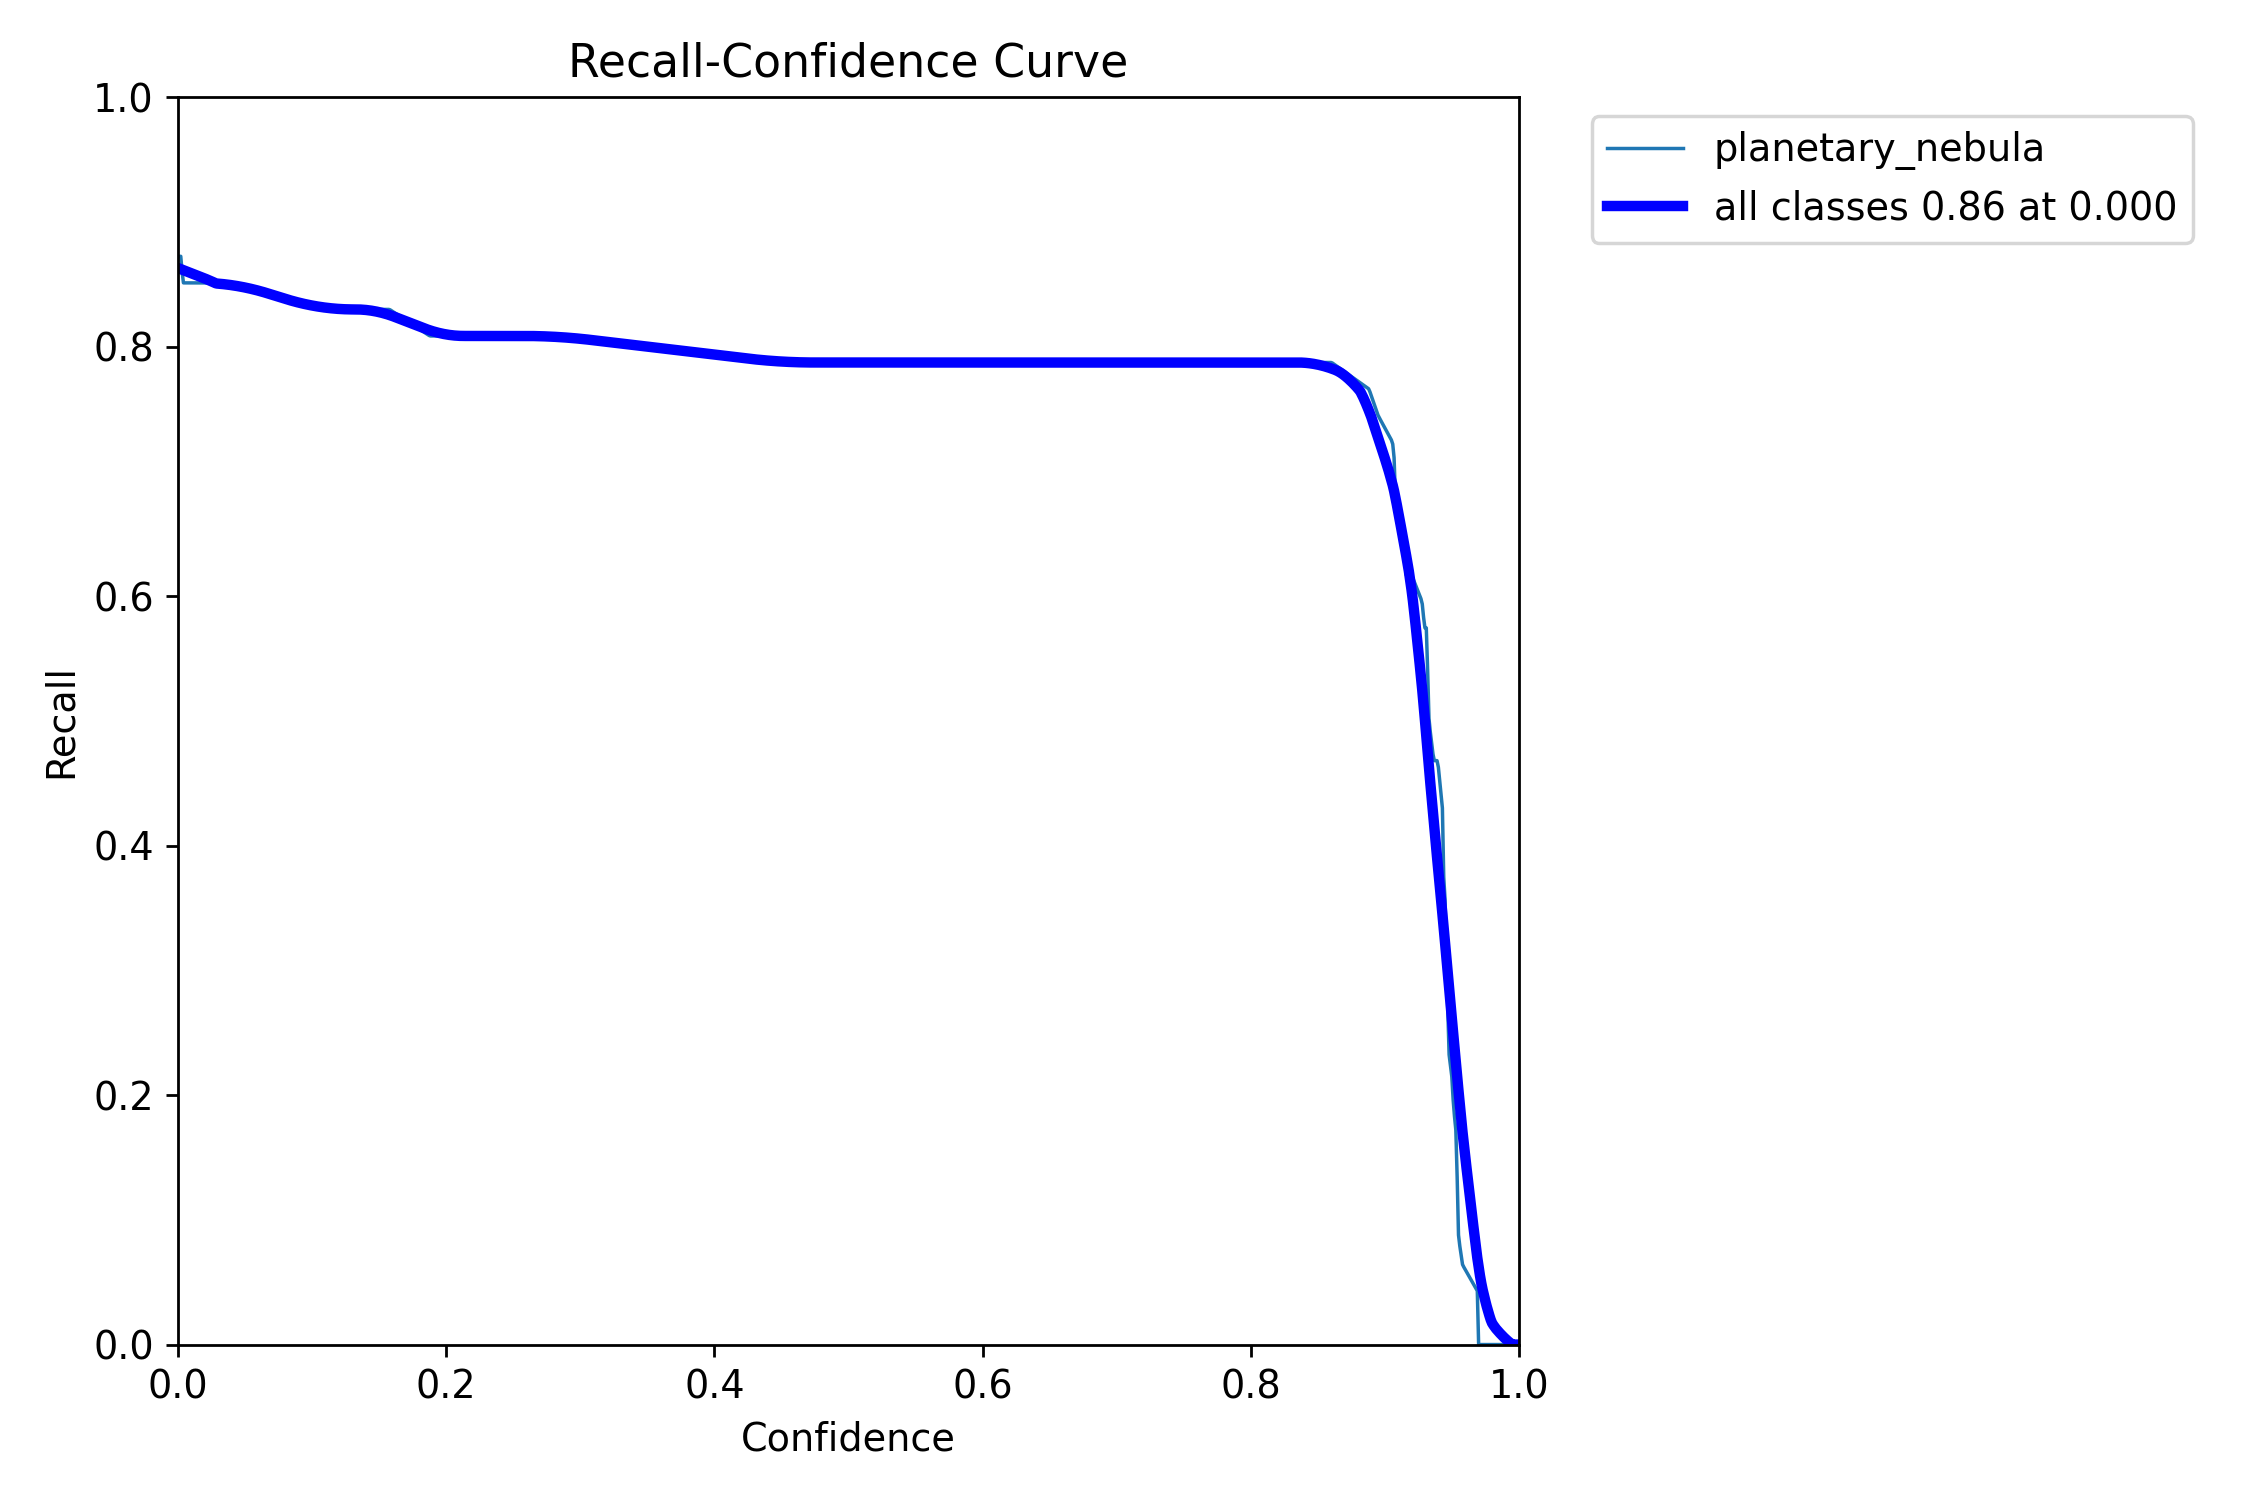 Recall-Confidence Curve
1.0
0.8
0.6
0.4
0.2
0.0
Recall
0.0 0.2 0.4 0.6 0.8 1.0
Confidence
planetary_nebula
all classes 0.86 at 0.000